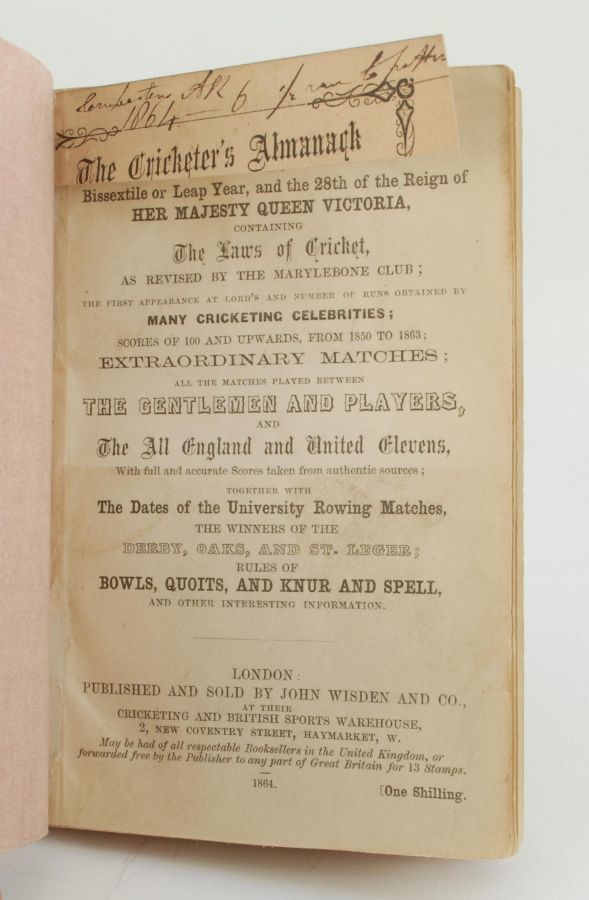 1864 — 6
The Cricketer's Almanack
Bissextile or Leap Year, and the 28th of the Reign of
HER MAJESTY QUEEN VICTORIA,
CONTAINING
The Laws of Cricket,
AS REVISED BY THE MARYLEBONE CLUB;
THE FIRST APPEARANCE AT LORD'S AND NUMBER OF RUNS OBTAINED BY
MANY CRICKETING CELEBRITIES;
SCORES OF 100 AND UPWARDS, FROM 1850 TO 1863;
EXTRAORDINARY MATCHES;
ALL THE MATCHES PLAYED BETWEEN
THE GENTLEMEN AND PLAYERS,
AND
The All England and United Elevens,
With full and accurate Scores taken from authentic sources;
TOGETHER WITH
The Dates of the University Rowing Matches,
THE WINNERS OF THE
DERBY, OAKS, AND ST. LEGER;
RULES OF
BOWLS, QUOITS, AND KNUR AND SPELL,
AND OTHER INTERESTING INFORMATION.
LONDON:
PUBLISHED AND SOLD BY JOHN WISDEN AND CO.,
AT THEIR
CRICKETING AND BRITISH SPORTS WAREHOUSE,
2, NEW COVENTRY STREET, HAYMARKET, W.
May be had of all respectable Booksellers in the United Kingdom, or
forwarded free by the Publisher to any part of Great Britain for 13 Stamps.
1864.
[One Shilling.